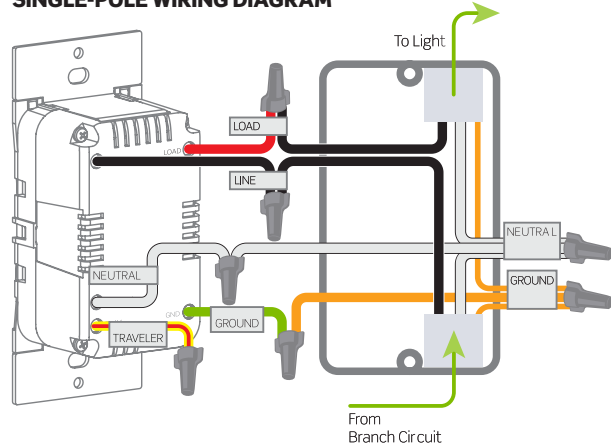 SINGLE-POLE WIRING DIAGRAM
To Light
LOAD
LOAD
LINE
NEUTRAL
NEUTRAL
GROUND
GND
GROUND
TRAVELER
From
Branch Circuit